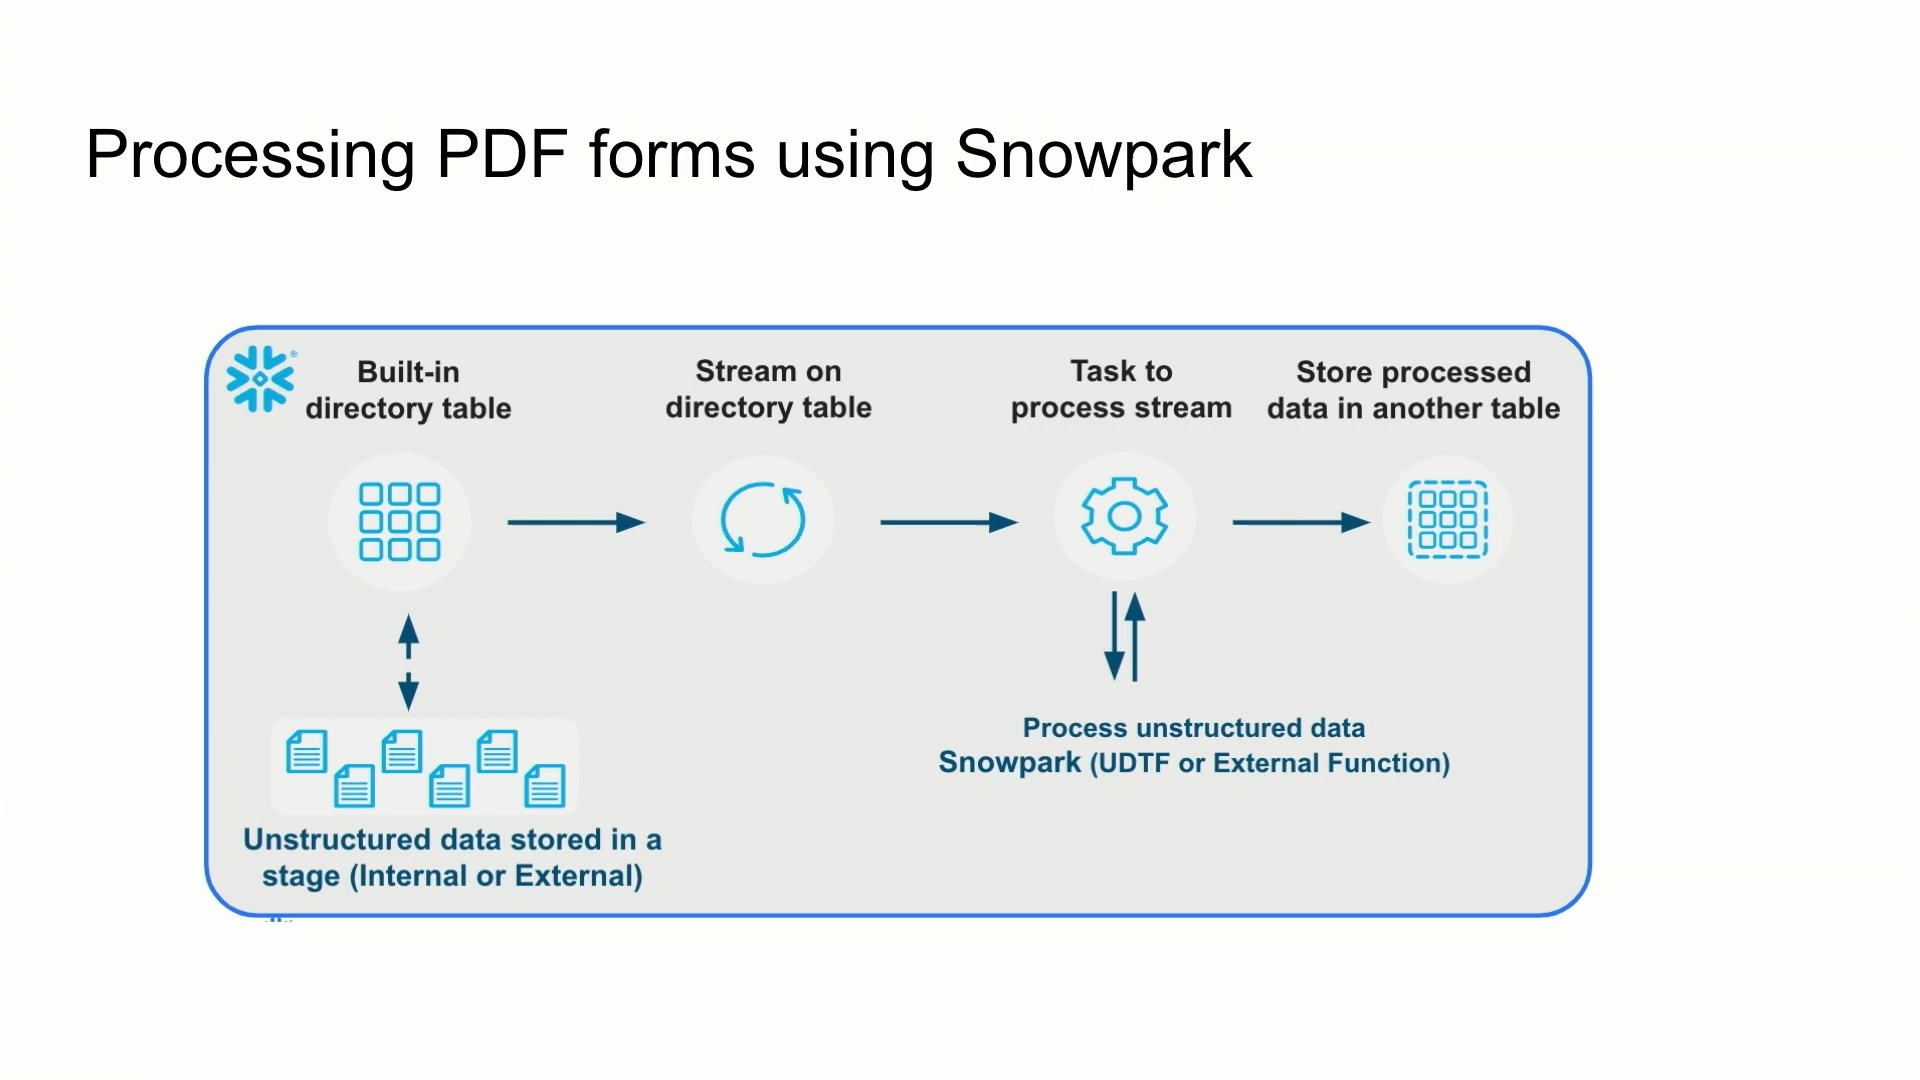 Processing PDF forms using Snowpark
Built-in
directory table
Stream on
directory table
Task to
process stream
Store processed
data in another table
Process unstructured data
Snowpark (UDTF or External Function)
Unstructured data stored in a
stage (Internal or External)